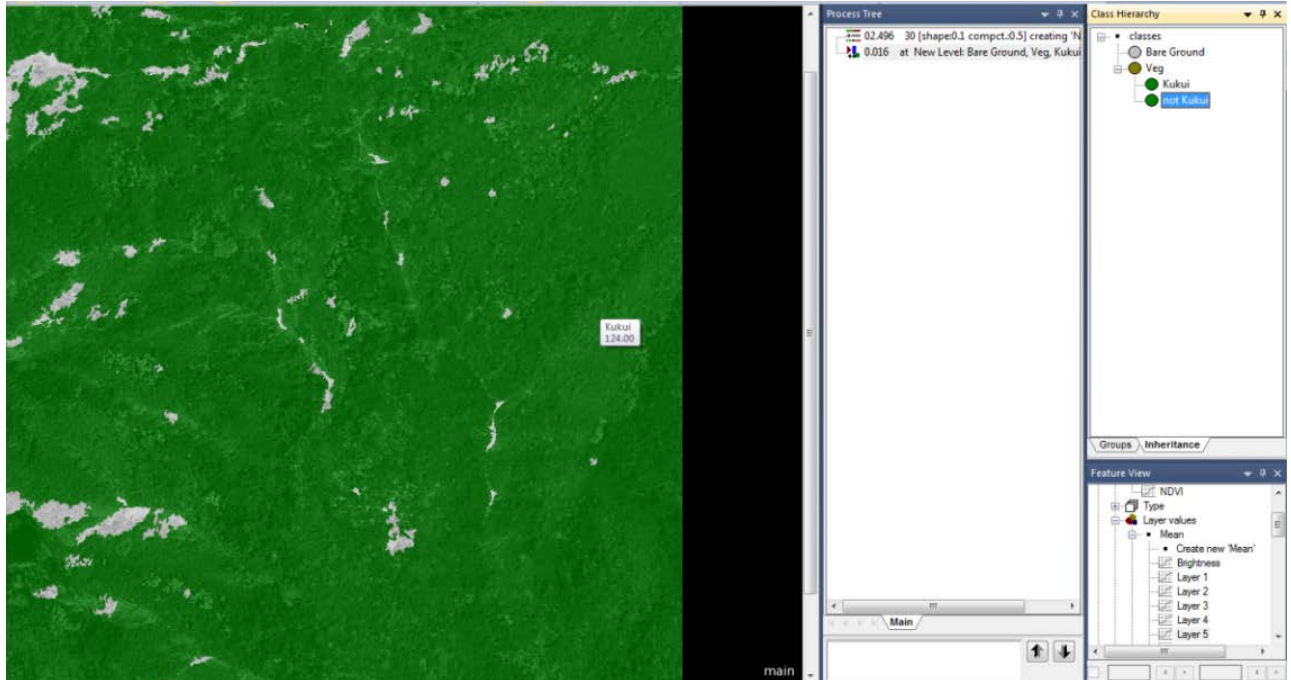 Process Tree
02.496 30 [shape:0.1 compct.:0.5] creating 'N
0.016 at New Level: Bare Ground, Veg, Kukui
Main
Class Hierarchy
classes
Bare Ground
Veg
Kukui
not Kukui
Groups
Inheritance
Feature View
NDVI
Type
Layer values
Mean
Create new 'Mean'
Brightness
Layer 1
Layer 2
Layer 3
Layer 4
Layer 5
Kukui
124.00
main